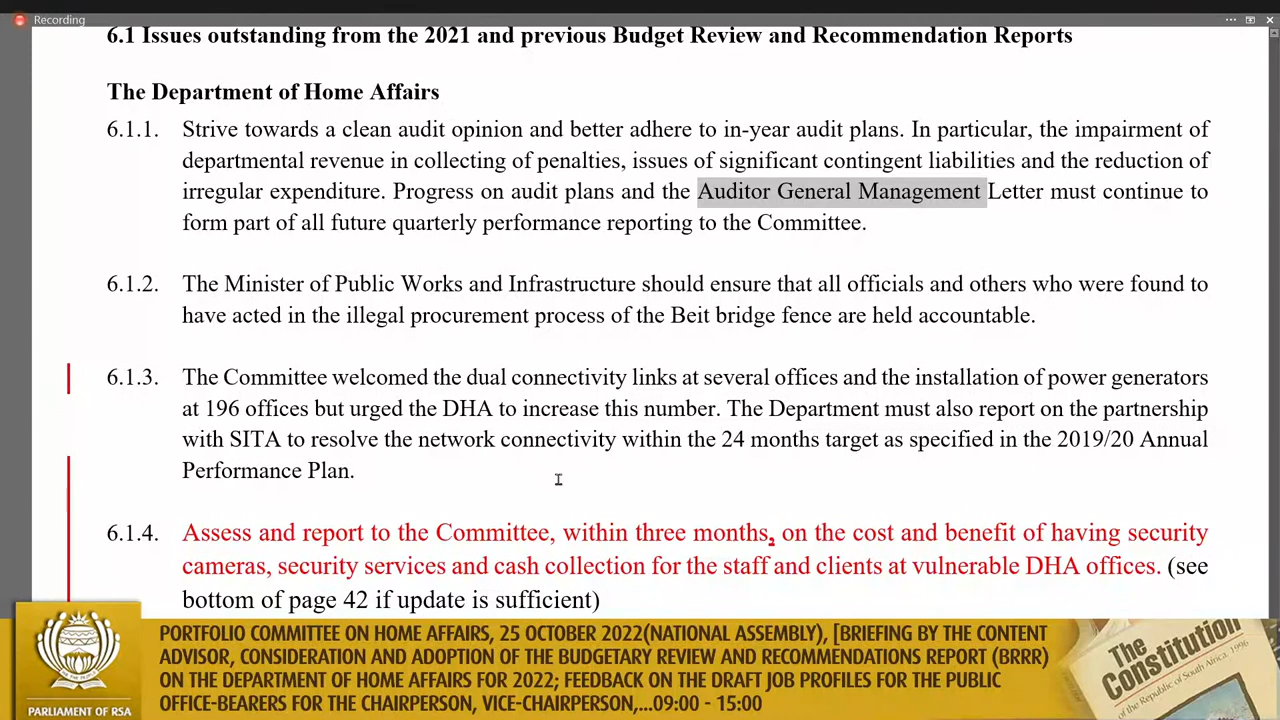 Recording
6.1 Issues outstanding from the 2021 and previous Budget Review and Recommendation Reports
The Department of Home Affairs
6.1.1. Strive towards a clean audit opinion and better adhere to in-year audit plans. In particular, the impairment of
departmental revenue in collecting of penalties, issues of significant contingent liabilities and the reduction of
irregular expenditure. Progress on audit plans and the Auditor General Management Letter must continue to
form part of all future quarterly performance reporting to the Committee.
6.1.2. The Minister of Public Works and Infrastructure should ensure that all officials and others who were found to
have acted in the illegal procurement process of the Beit bridge fence are held accountable.
6.1.3. The Committee welcomed the dual connectivity links at several offices and the installation of power generators
at 196 offices but urged the DHA to increase this number. The Department must also report on the partnership
with SITA to resolve the network connectivity within the 24 months target as specified in the 2019/20 Annual
Performance Plan.
6.1.4. Assess and report to the Committee, within three months, on the cost and benefit of having security
cameras, security services and cash collection for the staff and clients at vulnerable DHA offices. (see
bottom of page 42 if update is sufficient)
PORTFOLIO COMMITTEE ON HOME AFFAIRS, 25 OCTOBER 2022(NATIONAL ASSEMBLY), [BRIEFING BY THE CONTENT
ADVISOR, CONSIDERATION AND ADOPTION OF THE BUDGETARY REVIEW AND RECOMMENDATIONS REPORT (BRRR)
ON THE DEPARTMENT OF HOME AFFAIRS FOR 2022; FEEDBACK ON THE DRAFT JOB PROFILES FOR THE PUBLIC
OFFICE-BEARERS FOR THE CHAIRPERSON, VICE-CHAIRPERSON,...09:00 - 15:00
PARLIAMENT OF RSA
The
Constitution
of the Republic of South Africa, 1996